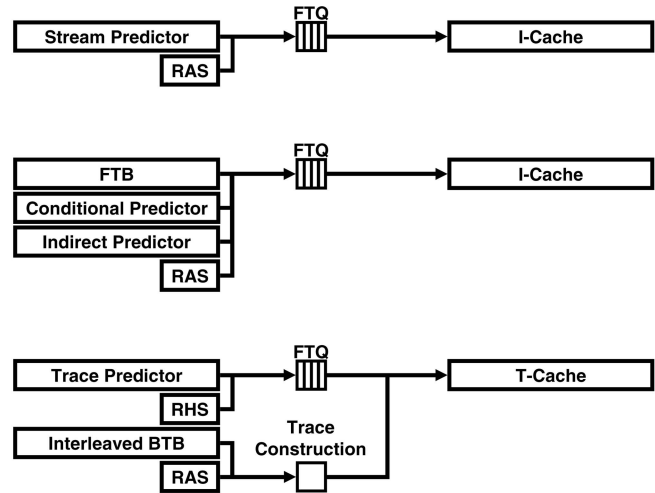 FTQ
Stream Predictor
I-Cache
RAS
FTQ
FTB
I-Cache
Conditional Predictor
Indirect Predictor
RAS
FTQ
Trace Predictor
T-Cache
RHS
Trace
Construction
Interleaved BTB
RAS